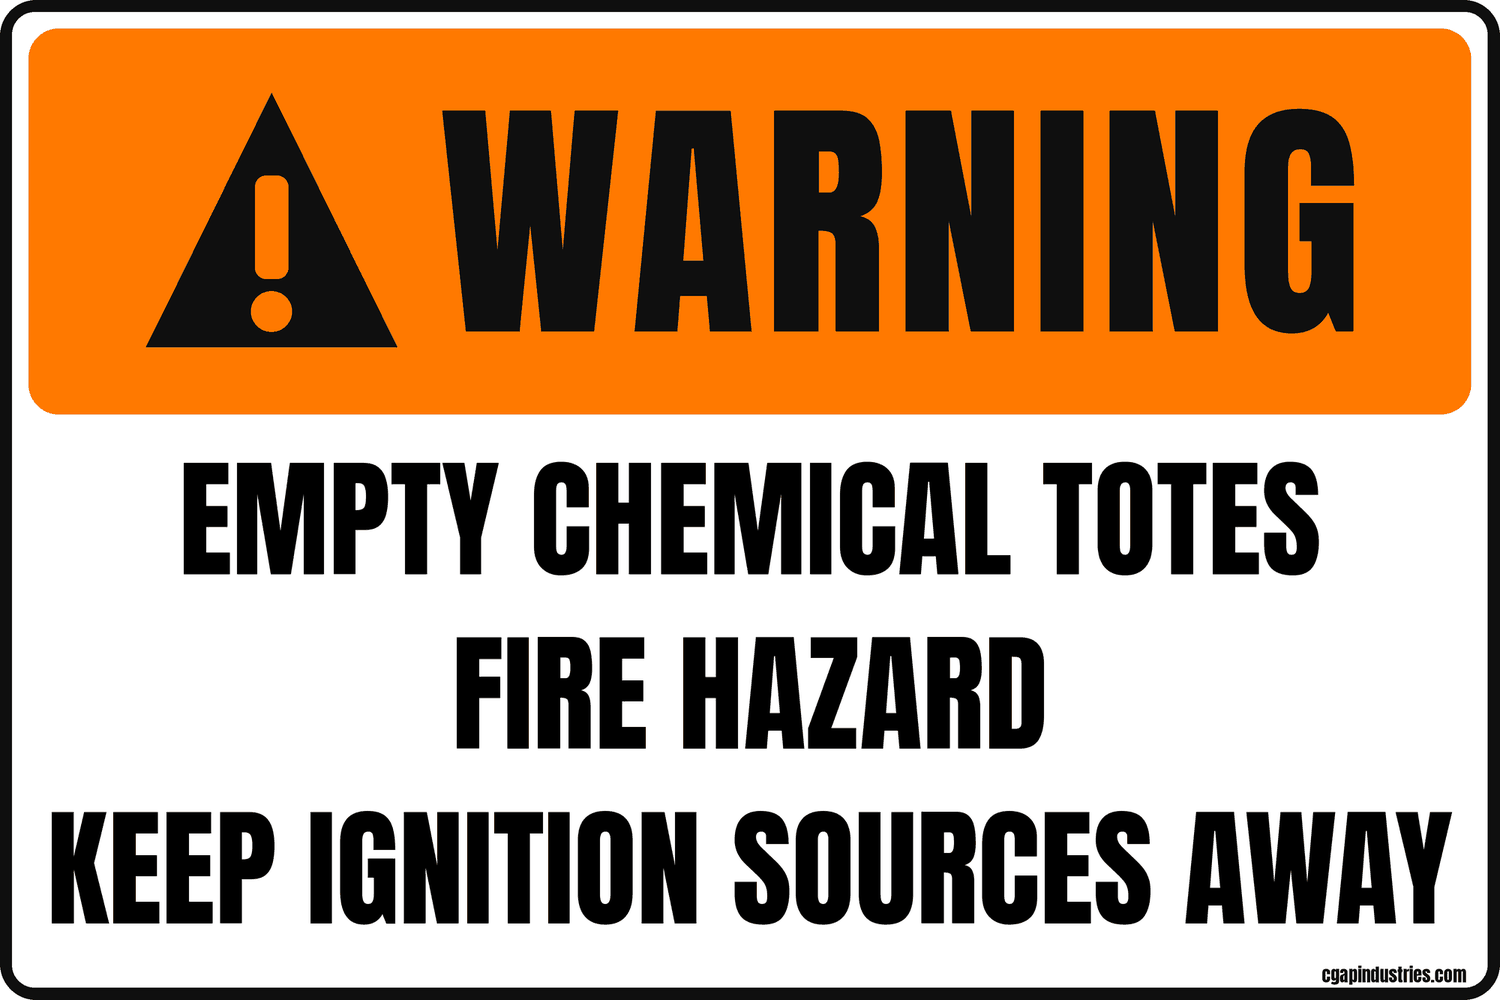 WARNING
EMPTY CHEMICAL TOTES
FIRE HAZARD
KEEP IGNITION SOURCES AWAY
cgapindustries.com